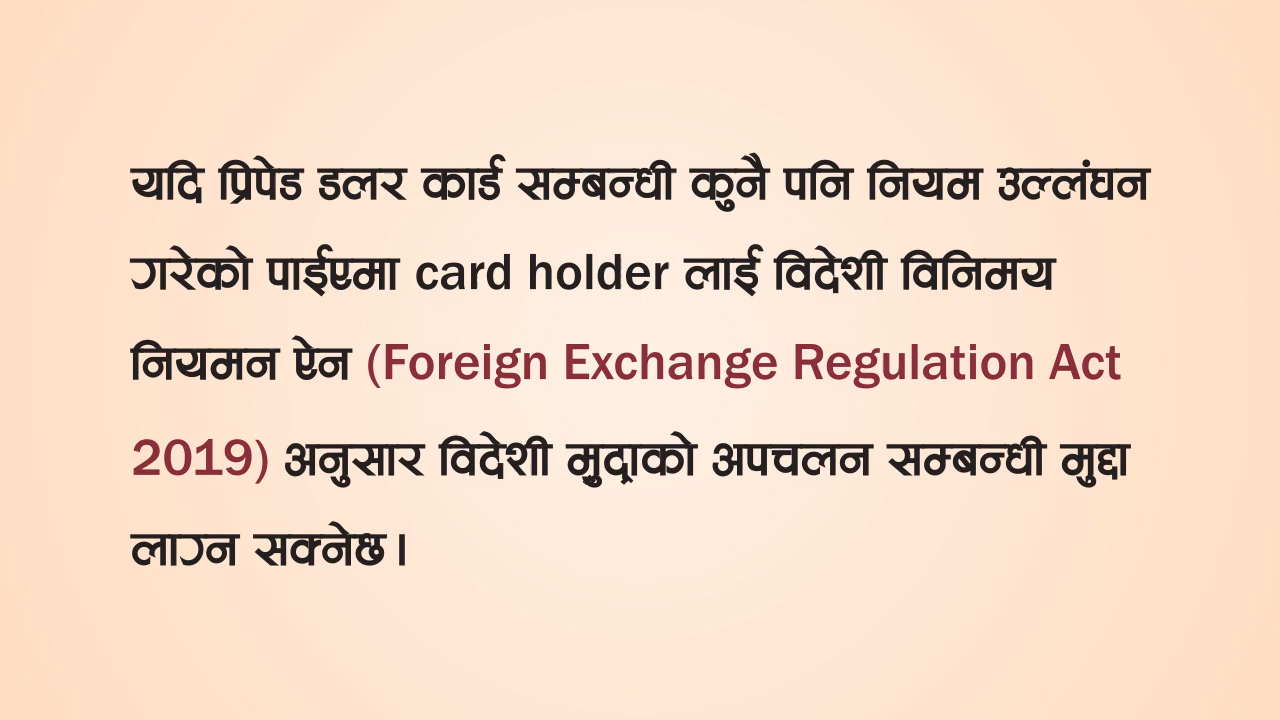 यदि प्रिपेड डलर कार्ड सम्बन्धी कुनै पनि नियम उल्लंघन
गरेको पाईएमा card holder लाई विदेशी विनिमय
नियमन ऐन (Foreign Exchange Regulation Act
2019) अनुसार विदेशी मुद्राको अपचलन सम्बन्धी मुद्दा
लाग्न सक्नेछ ।